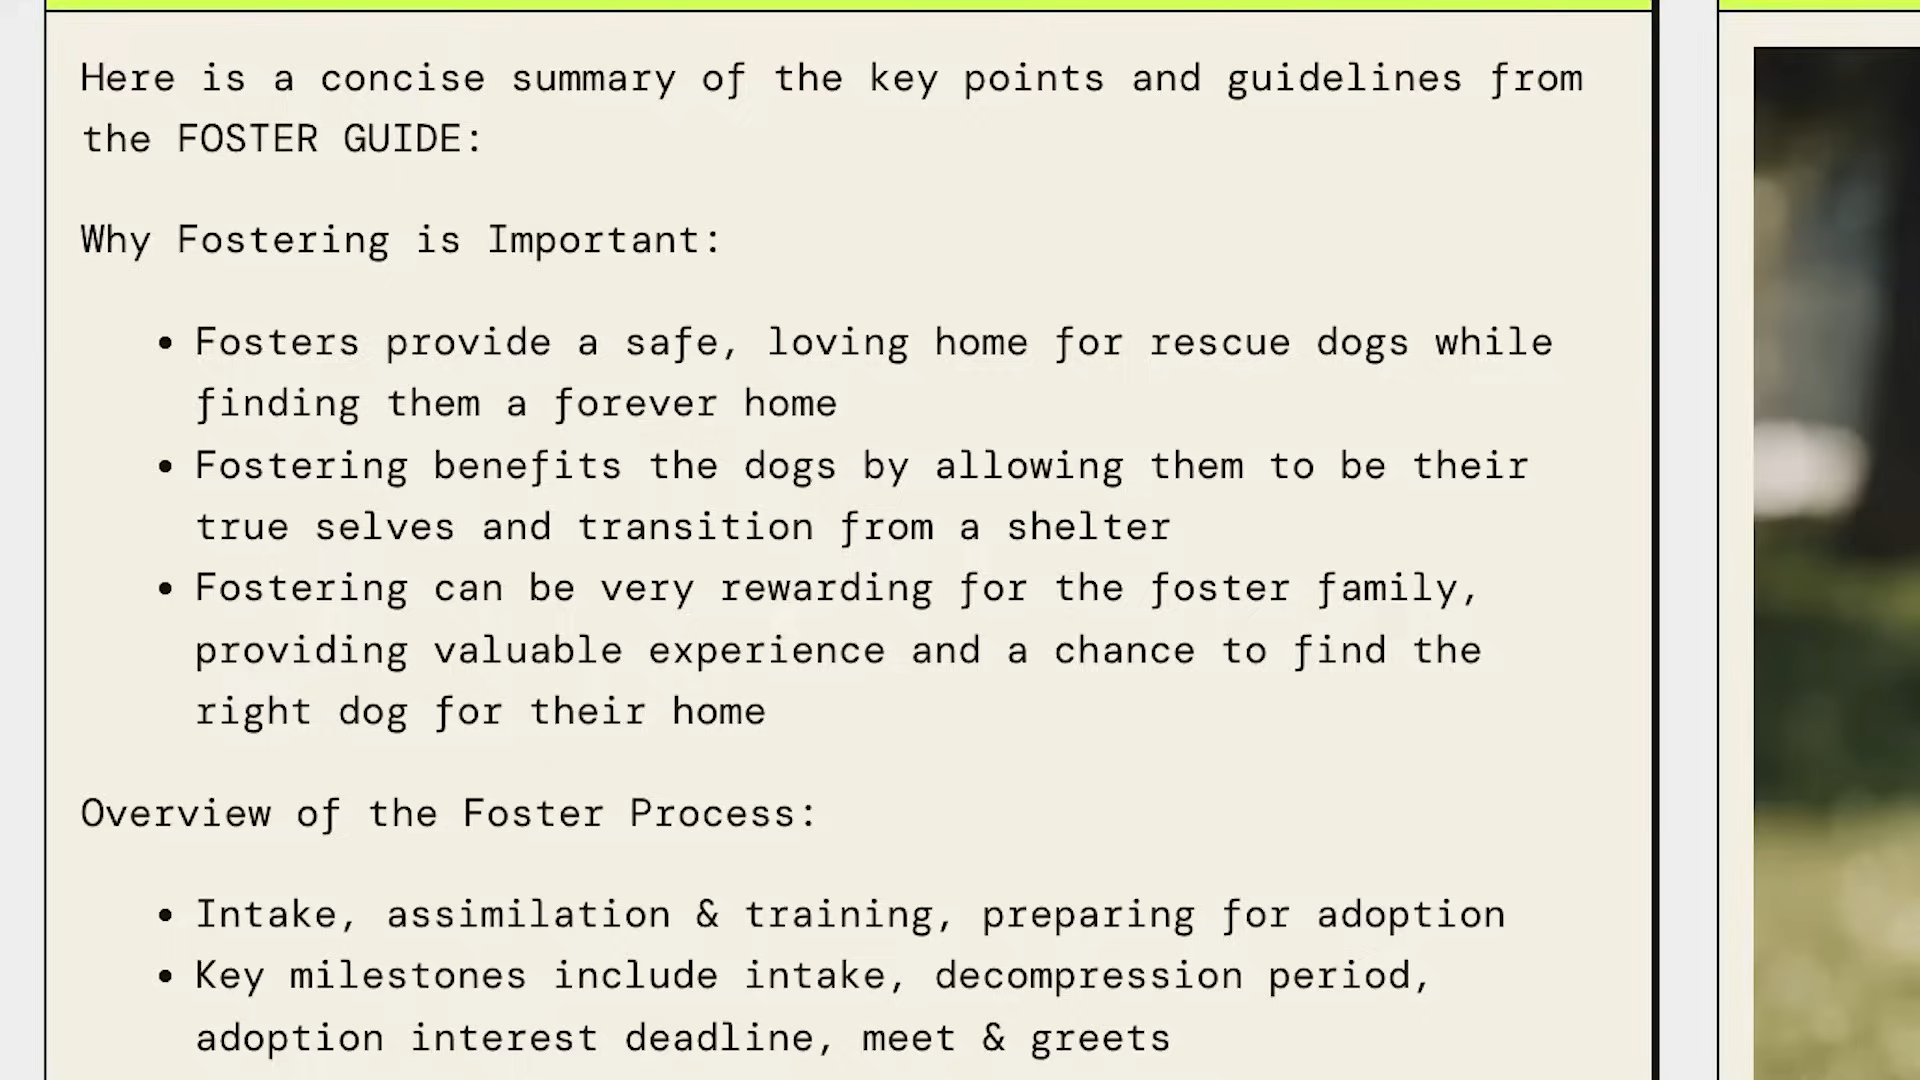 Here is a concise summary of the key points and guidelines from
the FOSTER GUIDE:
Why Fostering is Important:
• Fosters provide a safe, loving home for rescue dogs while
finding them a forever home
• Fostering benefits the dogs by allowing them to be their
true selves and transition from a shelter
• Fostering can be very rewarding for the foster family,
providing valuable experience and a chance to find the
right dog for their home
Overview of the Foster Process:
• Intake, assimilation & training, preparing for adoption
• Key milestones include intake, decompression period,
adoption interest deadline, meet & greets